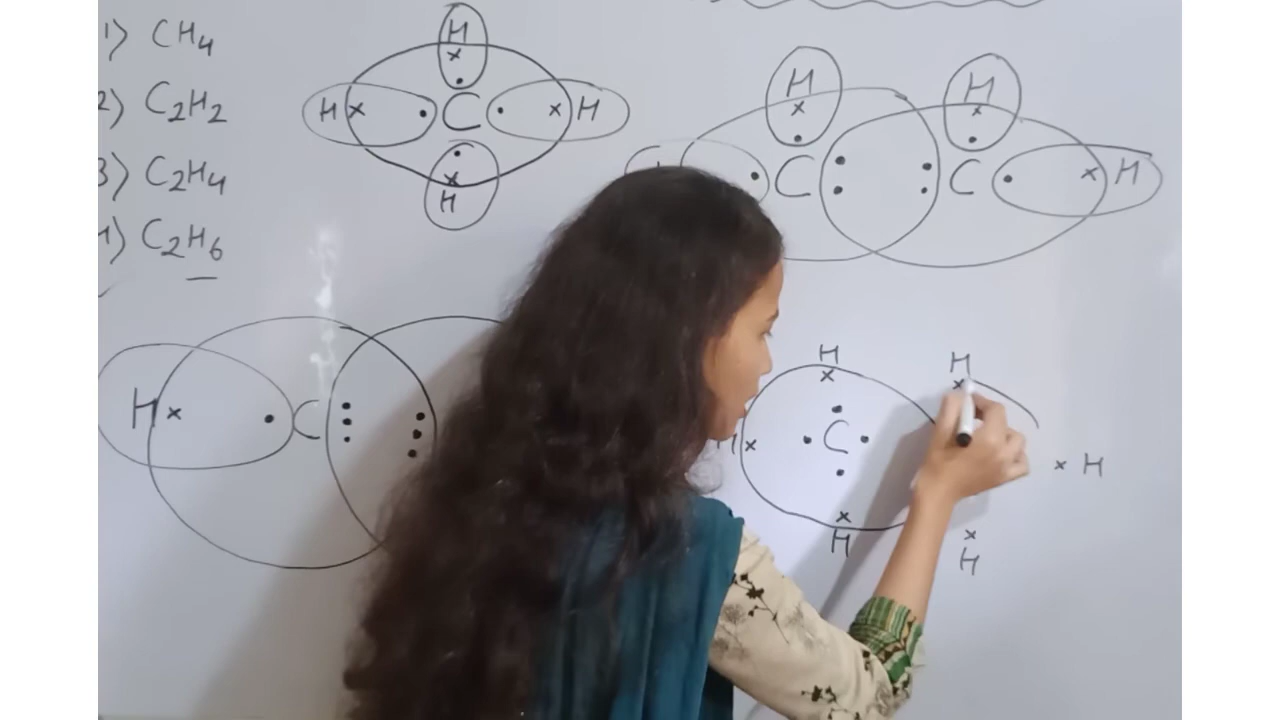 1) CH₄
2) C₂H₂
3) C₂H₄
4) C₂H₆
H
H C H
H
H H
C C H
H C
H H
H C H
H H